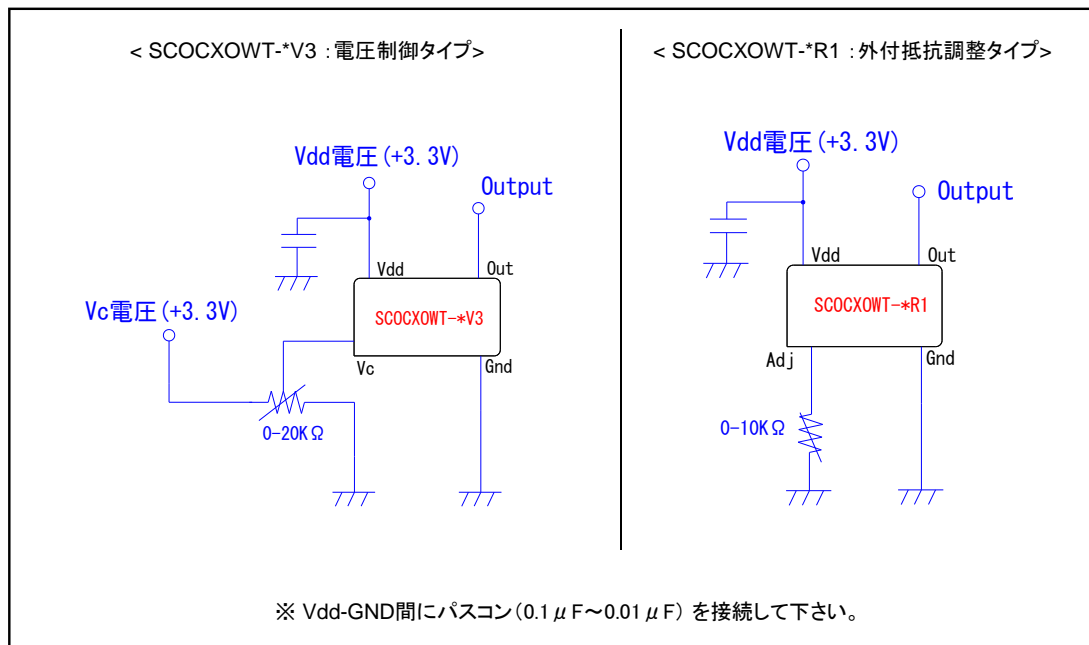 < SCOCXOWT-*V3 : 電圧制御タイプ>
Vdd電圧(+3.3V)
Output
Vdd
Out
SCOCXOWT-*V3
Vc電圧(+3.3V)
Vc
Gnd
0-20KΩ
< SCOCXOWT-*R1 : 外付抵抗調整タイプ>
Vdd電圧(+3.3V)
Output
Vdd
Out
SCOCXOWT-*R1
Adj
Gnd
0-10KΩ
※ Vdd-GND間にパスコン(0.1μF～0.01μF) を接続して下さい。